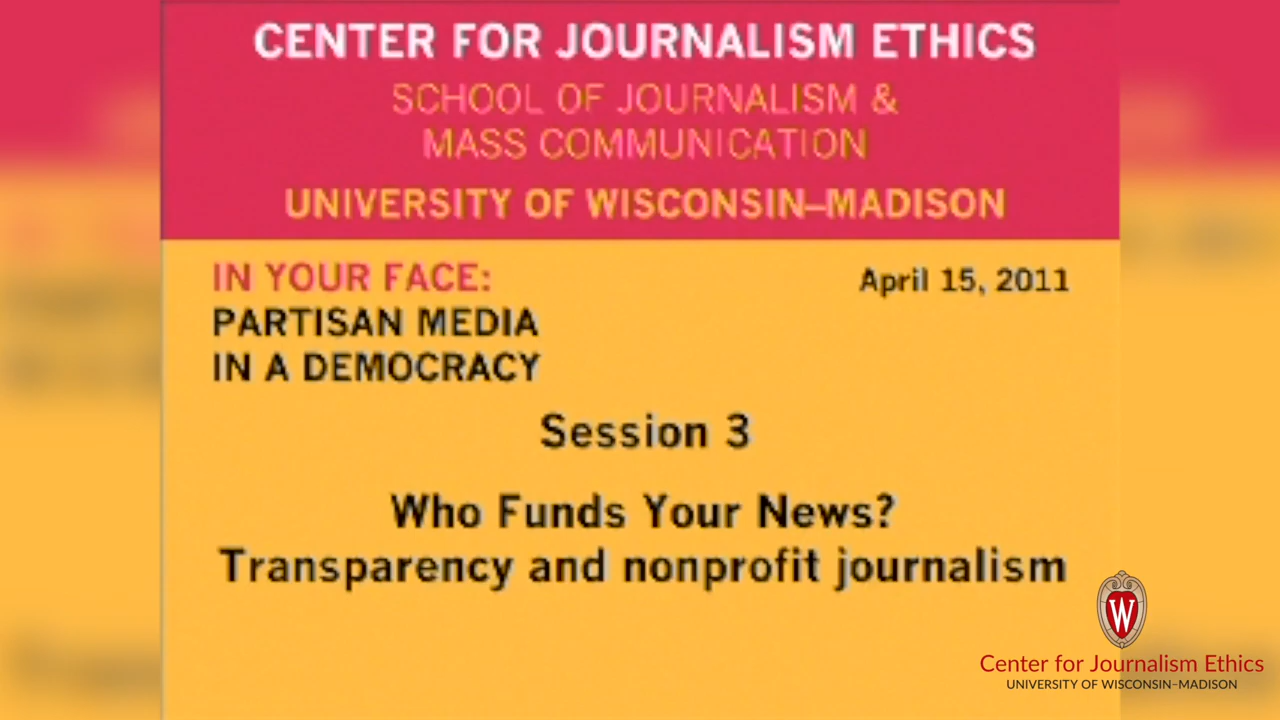 CENTER FOR JOURNALISM ETHICS
SCHOOL OF JOURNALISM &
MASS COMMUNICATION
UNIVERSITY OF WISCONSIN–MADISON
IN YOUR FACE:
April 15, 2011
PARTISAN MEDIA
IN A DEMOCRACY
Session 3
Who Funds Your News?
Transparency and nonprofit journalism
W
Center for Journalism Ethics
UNIVERSITY OF WISCONSIN–MADISON